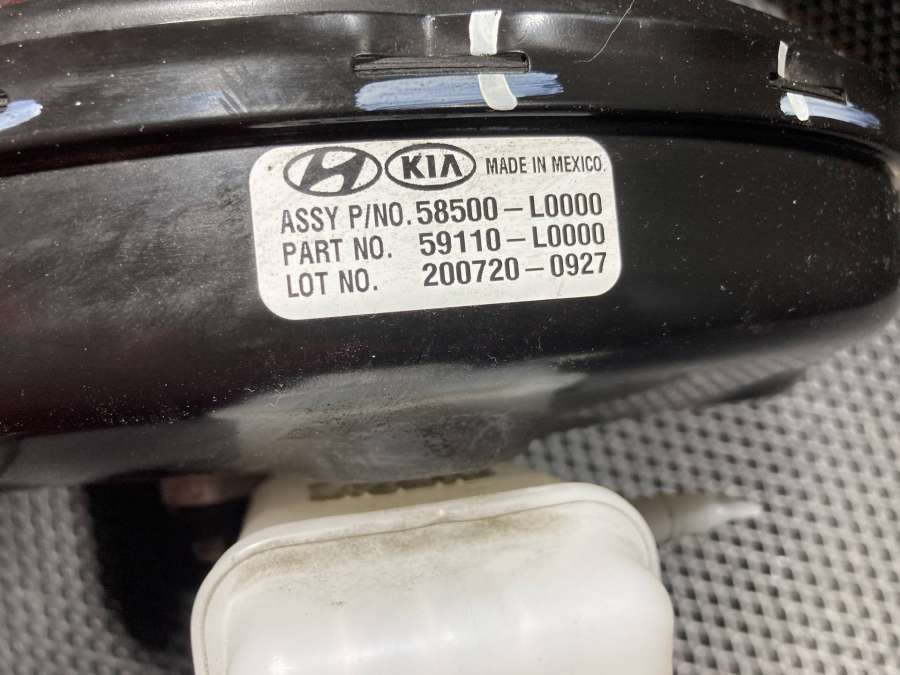 KIA MADE IN MEXICO.
ASSY P/NO. 58500-L0000
PART NO. 59110-L0000
LOT NO. 200720-0927